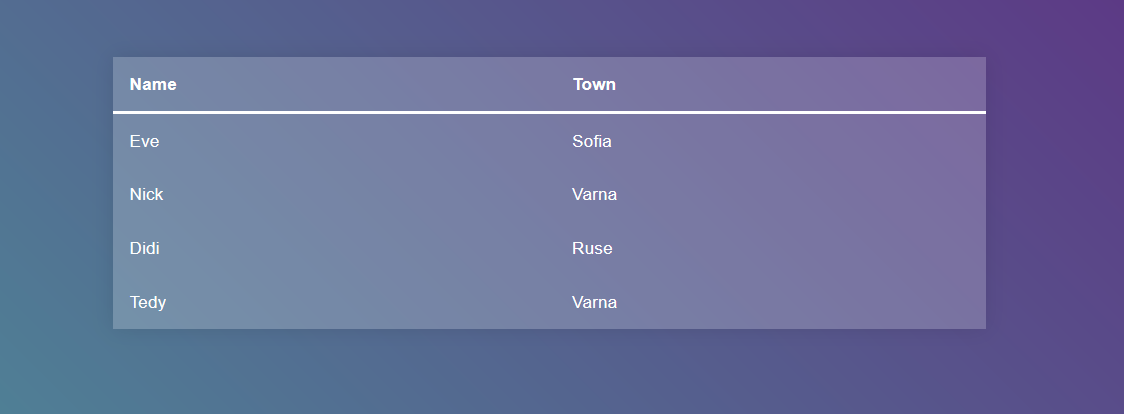 Name Town
Eve Sofia
Nick Varna
Didi Ruse
Tedy Varna